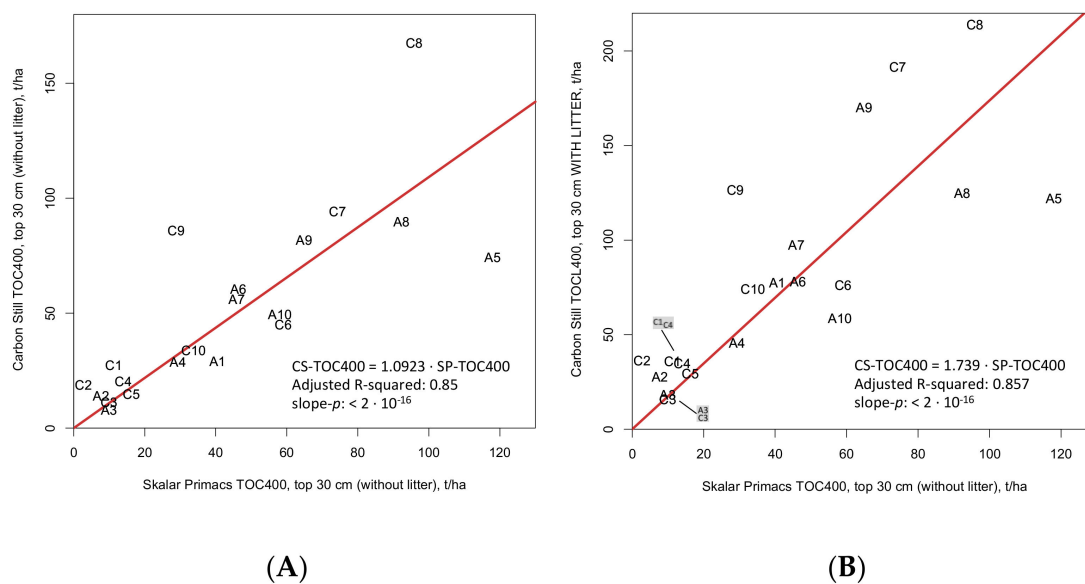 Carbon Still TOC400, top 30 cm (without litter), t/ha
150
100
50
0
C8
C7
C9
A9
A8
A5
A6
A7
A10
C6
C10
A4
A1
C1
C4
C2
C5
A2
C3
A3
CS-TOC400 = 1.0923 · SP-TOC400
Adjusted R-squared: 0.85
slope-p: < 2 · 10-16
0 20 40 60 80 100 120
Skalar Primacs TOC400, top 30 cm (without litter), t/ha
(A)
Carbon Still TOCL400, top 30 cm WITH LITTER, t/ha
200
150
100
50
0
C8
C7
A9
C9
A8
A5
A7
C10
A1
A6
C6
A10
C1 C4
A4
C2
C1
C4
A2
C5
A3
C3
A3
C3
CS-TOC400 = 1.739 · SP-TOC400
Adjusted R-squared: 0.857
slope-p: < 2 · 10-16
0 20 40 60 80 100 120
Skalar Primacs TOC400, top 30 cm (without litter), t/ha
(B)